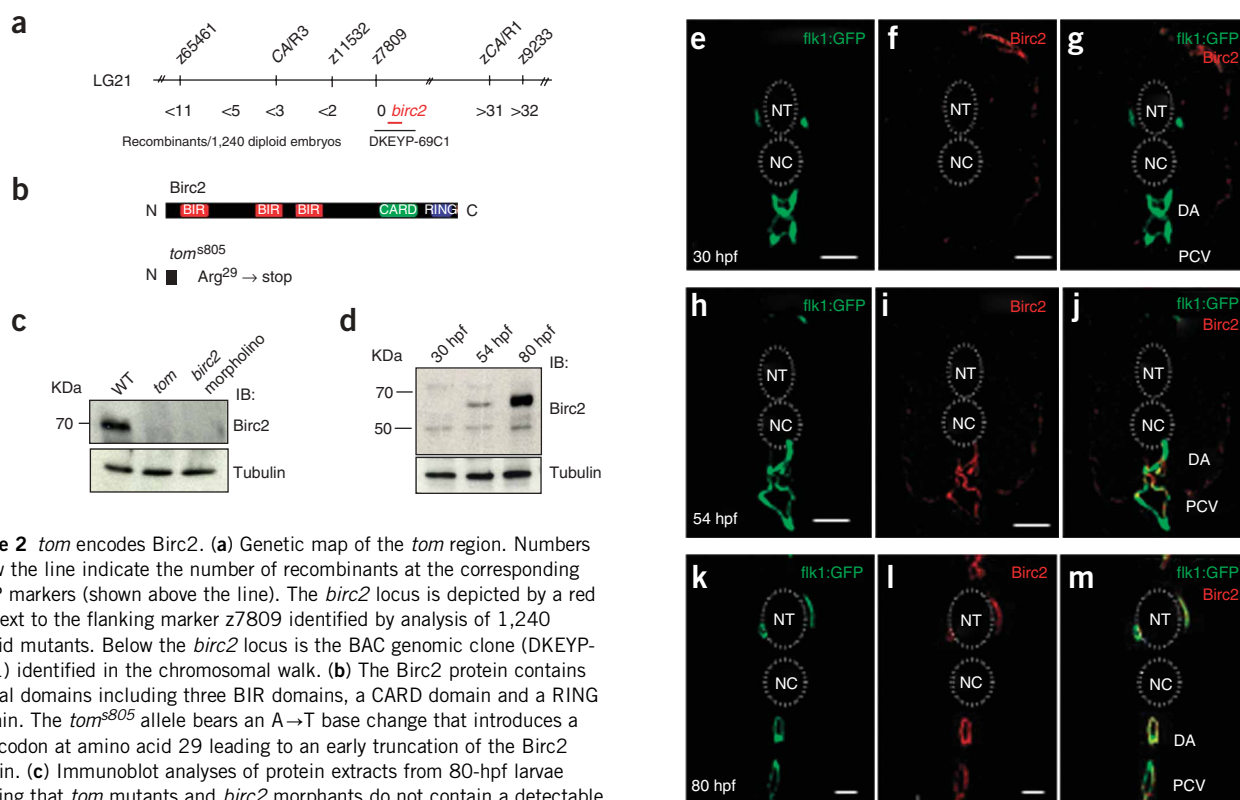 a
z65461 CA/R3 z11532 z7809 zCA/R1 z9233
LG21
<11 <5 <3 <2 0 birc2 >31 >32
Recombinants/1,240 diploid embryos DKEYP-69C1
b
Birc2
N BIR BIR BIR CARD RING C
tom^s805
N Arg^29 → stop
c
KDa WT tom birc2 morpholino IB:
70 Birc2
Tubulin
d
KDa 30 hpf 54 hpf 80 hpf IB:
70
Birc2
50
Tubulin
e 2 tom encodes Birc2. (a) Genetic map of the tom region. Numbers
w the line indicate the number of recombinants at the corresponding
P markers (shown above the line). The birc2 locus is depicted by a red
ext to the flanking marker z7809 identified by analysis of 1,240
id mutants. Below the birc2 locus is the BAC genomic clone (DKEYP-
1) identified in the chromosomal walk. (b) The Birc2 protein contains
al domains including three BIR domains, a CARD domain and a RING
ain. The tom^s805 allele bears an A→T base change that introduces a
codon at amino acid 29 leading to an early truncation of the Birc2
in. (c) Immunoblot analyses of protein extracts from 80-hpf larvae
ing that tom mutants and birc2 morphants do not contain a detectable
e flk1:GFP
NT
NC
DA
PCV
30 hpf
f Birc2
NT
NC
g flk1:GFP
Birc2
NT
NC
DA
PCV
h flk1:GFP
NT
NC
54 hpf
i Birc2
NT
NC
j flk1:GFP
Birc2
NT
NC
DA
PCV
k flk1:GFP
NT
NC
80 hpf
l Birc2
NT
NC
m flk1:GFP
Birc2
NT
NC
DA
PCV